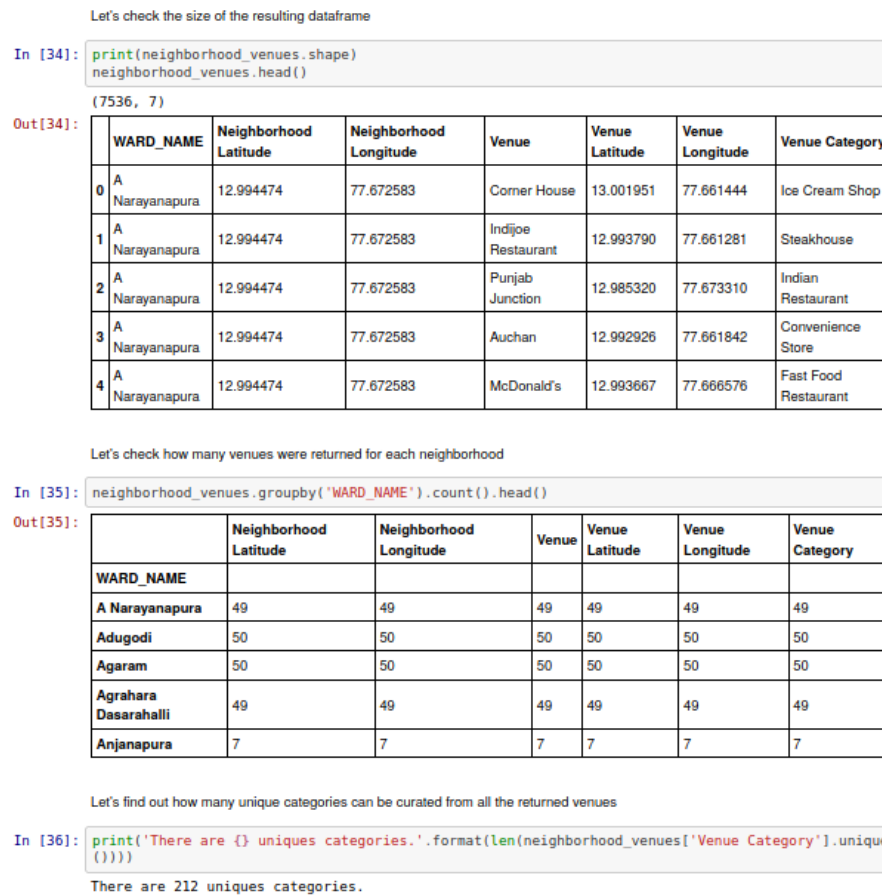 Let's check the size of the resulting dataframe
In [34]: print(neighborhood_venues.shape)
neighborhood_venues.head()
(7536, 7)
Out[34]:
WARD_NAME Neighborhood Latitude Neighborhood Longitude Venue Venue Latitude Venue Longitude Venue Category
0 A Narayanapura 12.994474 77.672583 Corner House 13.001951 77.661444 Ice Cream Shop
1 A Narayanapura 12.994474 77.672583 Indijoe Restaurant 12.993790 77.661281 Steakhouse
2 A Narayanapura 12.994474 77.672583 Punjab Junction 12.985320 77.673310 Indian Restaurant
3 A Narayanapura 12.994474 77.672583 Auchan 12.992926 77.661842 Convenience Store
4 A Narayanapura 12.994474 77.672583 McDonald's 12.993667 77.666576 Fast Food Restaurant
Let's check how many venues were returned for each neighborhood
In [35]: neighborhood_venues.groupby('WARD_NAME').count().head()
Out[35]:
Neighborhood Latitude Neighborhood Longitude Venue Venue Latitude Venue Longitude Venue Category
WARD_NAME
A Narayanapura 49 49 49 49 49 49
Adugodi 50 50 50 50 50 50
Agaram 50 50 50 50 50 50
Agrahara Dasarahalli 49 49 49 49 49 49
Anjanapura 7 7 7 7 7 7
Let's find out how many unique categories can be curated from all the returned venues
In [36]: print('There are {} uniques categories.'.format(len(neighborhood_venues['Venue Category'].unique
())))
There are 212 uniques categories.